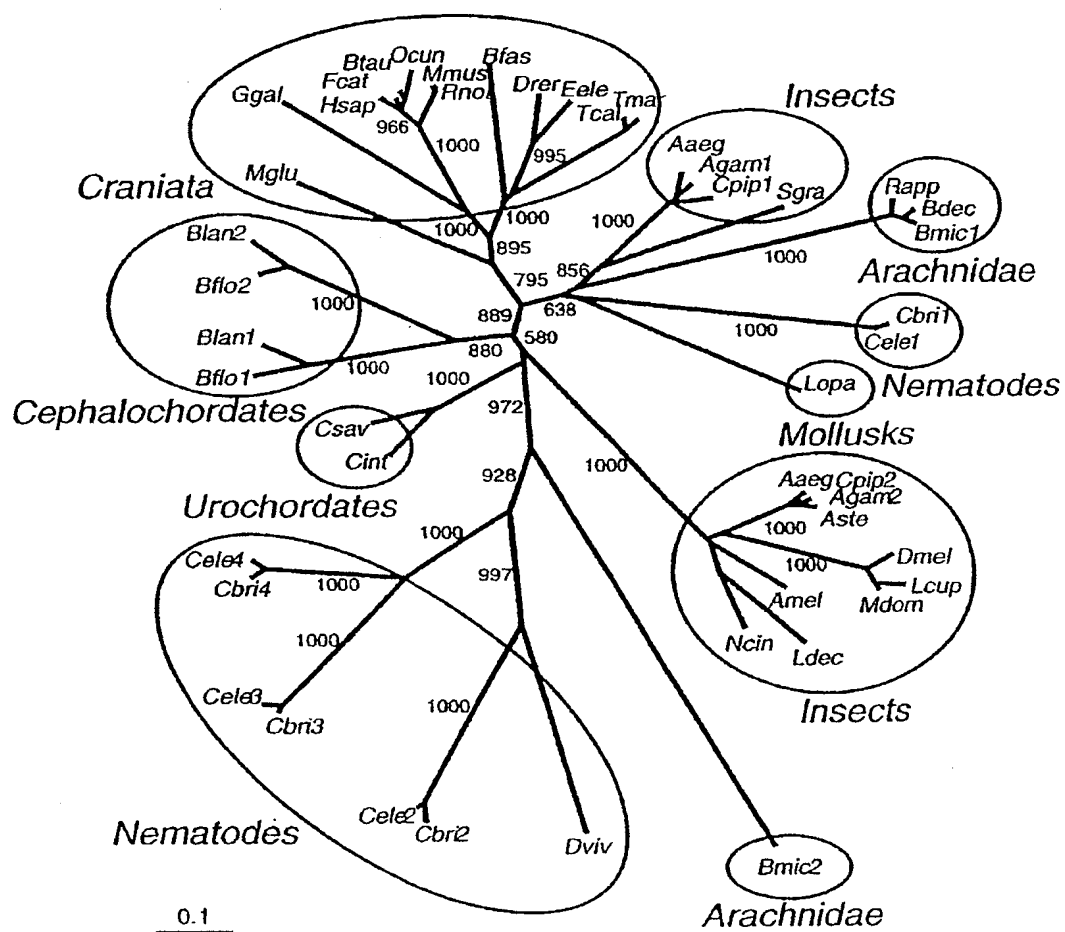 Craniata
Ggal
Hsap
Fcat
Btau
Ocun
Mmus
Rnor
Bfas
Drer
Eele
Tcal
Tmar
Mglu
966
1000
995
1000
1000
895
795
Insects
Aaeg
Agam1
Cpip1
Sgra
1000
856
Rapp
Bdec
Bmic1
1000
Arachnidae
638
Cbri1
Cele1
1000
Nematodes
Lopa
Mollusks
Blan2
Bflo2
1000
Blan1
Bflo1
1000
880
889
580
Cephalochordates
1000
Csav
Cint
Urochordates
972
928
1000
Aaeg
Cpip2
Agam2
Aste
1000
Dmel
Lcup
Mdom
1000
Amel
Ncin
Ldec
Insects
1000
997
Cele4
Cbri4
1000
1000
Cele3
Cbri3
1000
Cele2
Cbri2
Dviv
Nematodes
Bmic2
Arachnidae
0.1